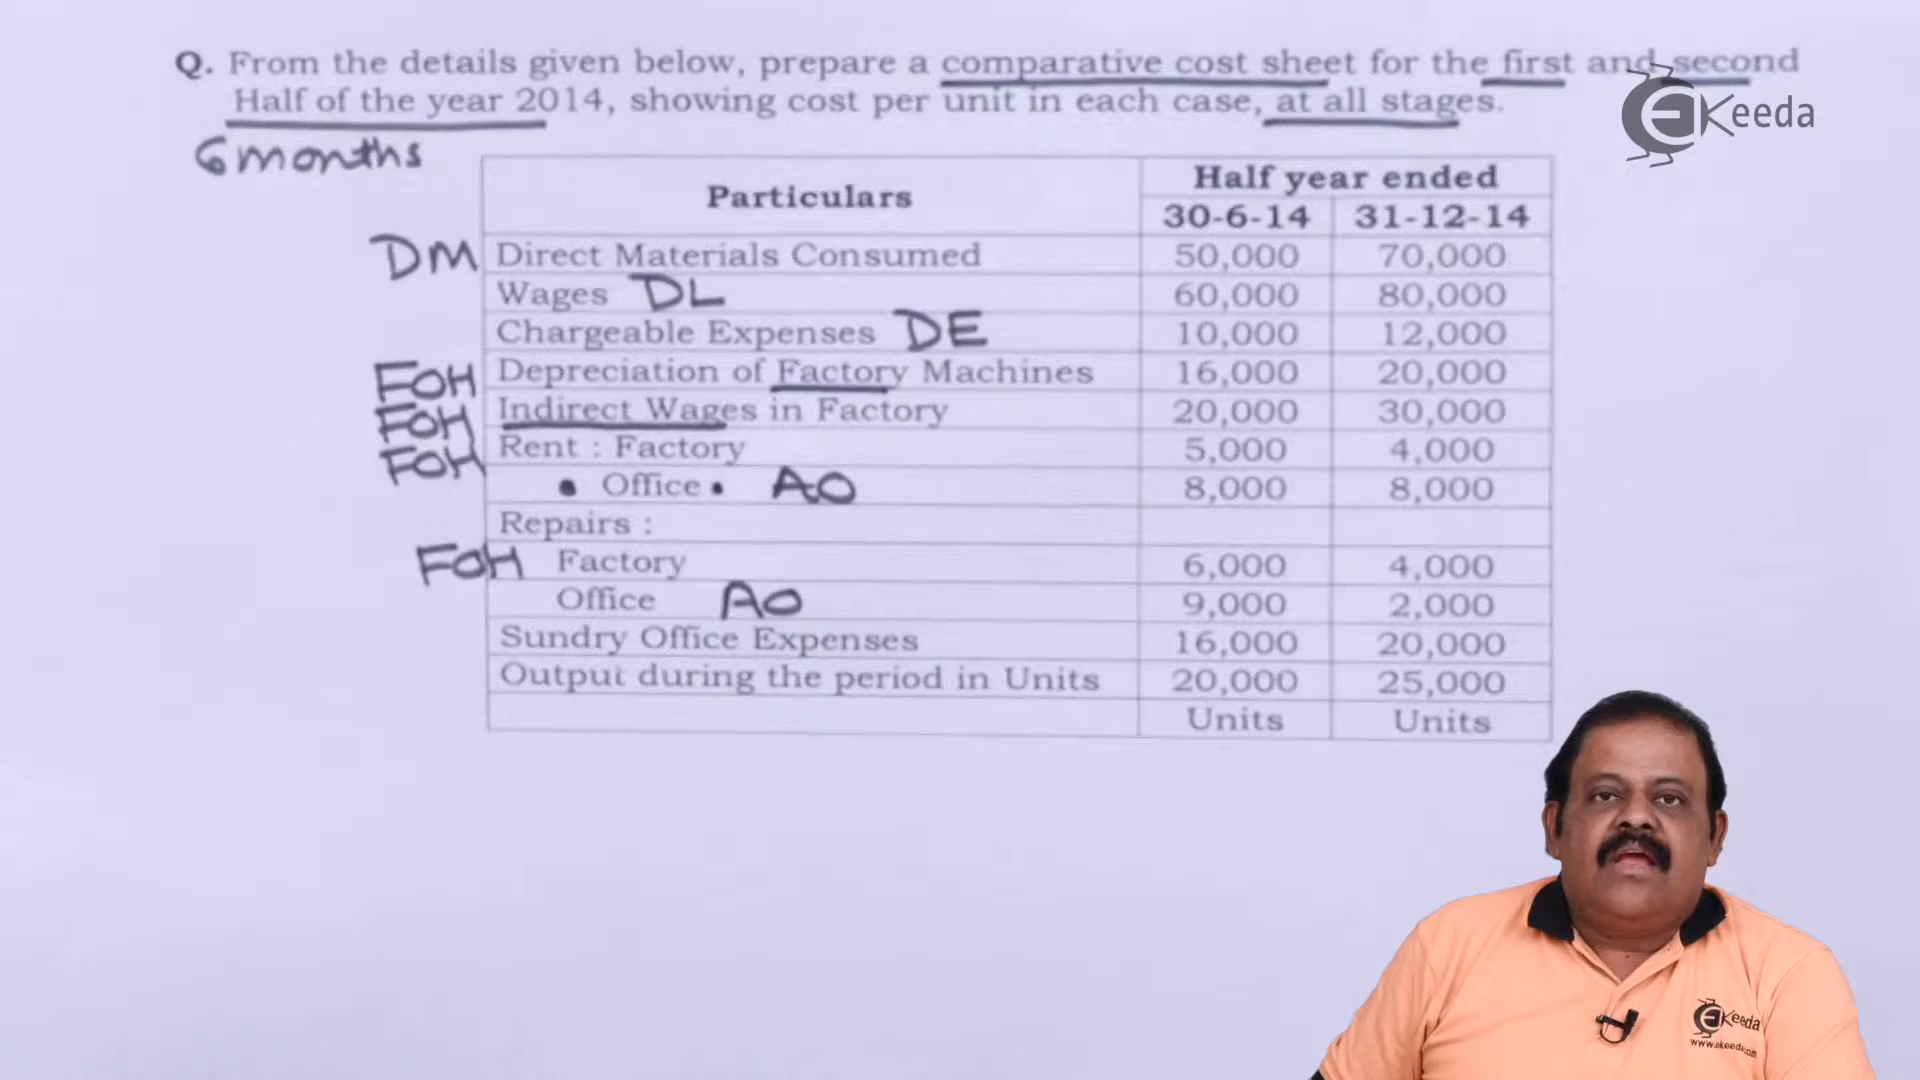 Q. From the details given below, prepare a comparative cost sheet for the first and second
Half of the year 2014, showing cost per unit in each case, at all stages.
6 months
Keeda
Particulars Half year ended
30-6-14 31-12-14
DM Direct Materials Consumed 50,000 70,000
Wages DL 60,000 80,000
Chargeable Expenses DE 10,000 12,000
FOH Depreciation of Factory Machines 16,000 20,000
FOH Indirect Wages in Factory 20,000 30,000
FOH Rent : Factory 5,000 4,000
Office AO 8,000 8,000
Repairs :
FOH Factory 6,000 4,000
Office AO 9,000 2,000
Sundry Office Expenses 16,000 20,000
Output during the period in Units 20,000 25,000
Units Units
Keeda
www.ekeeda.com